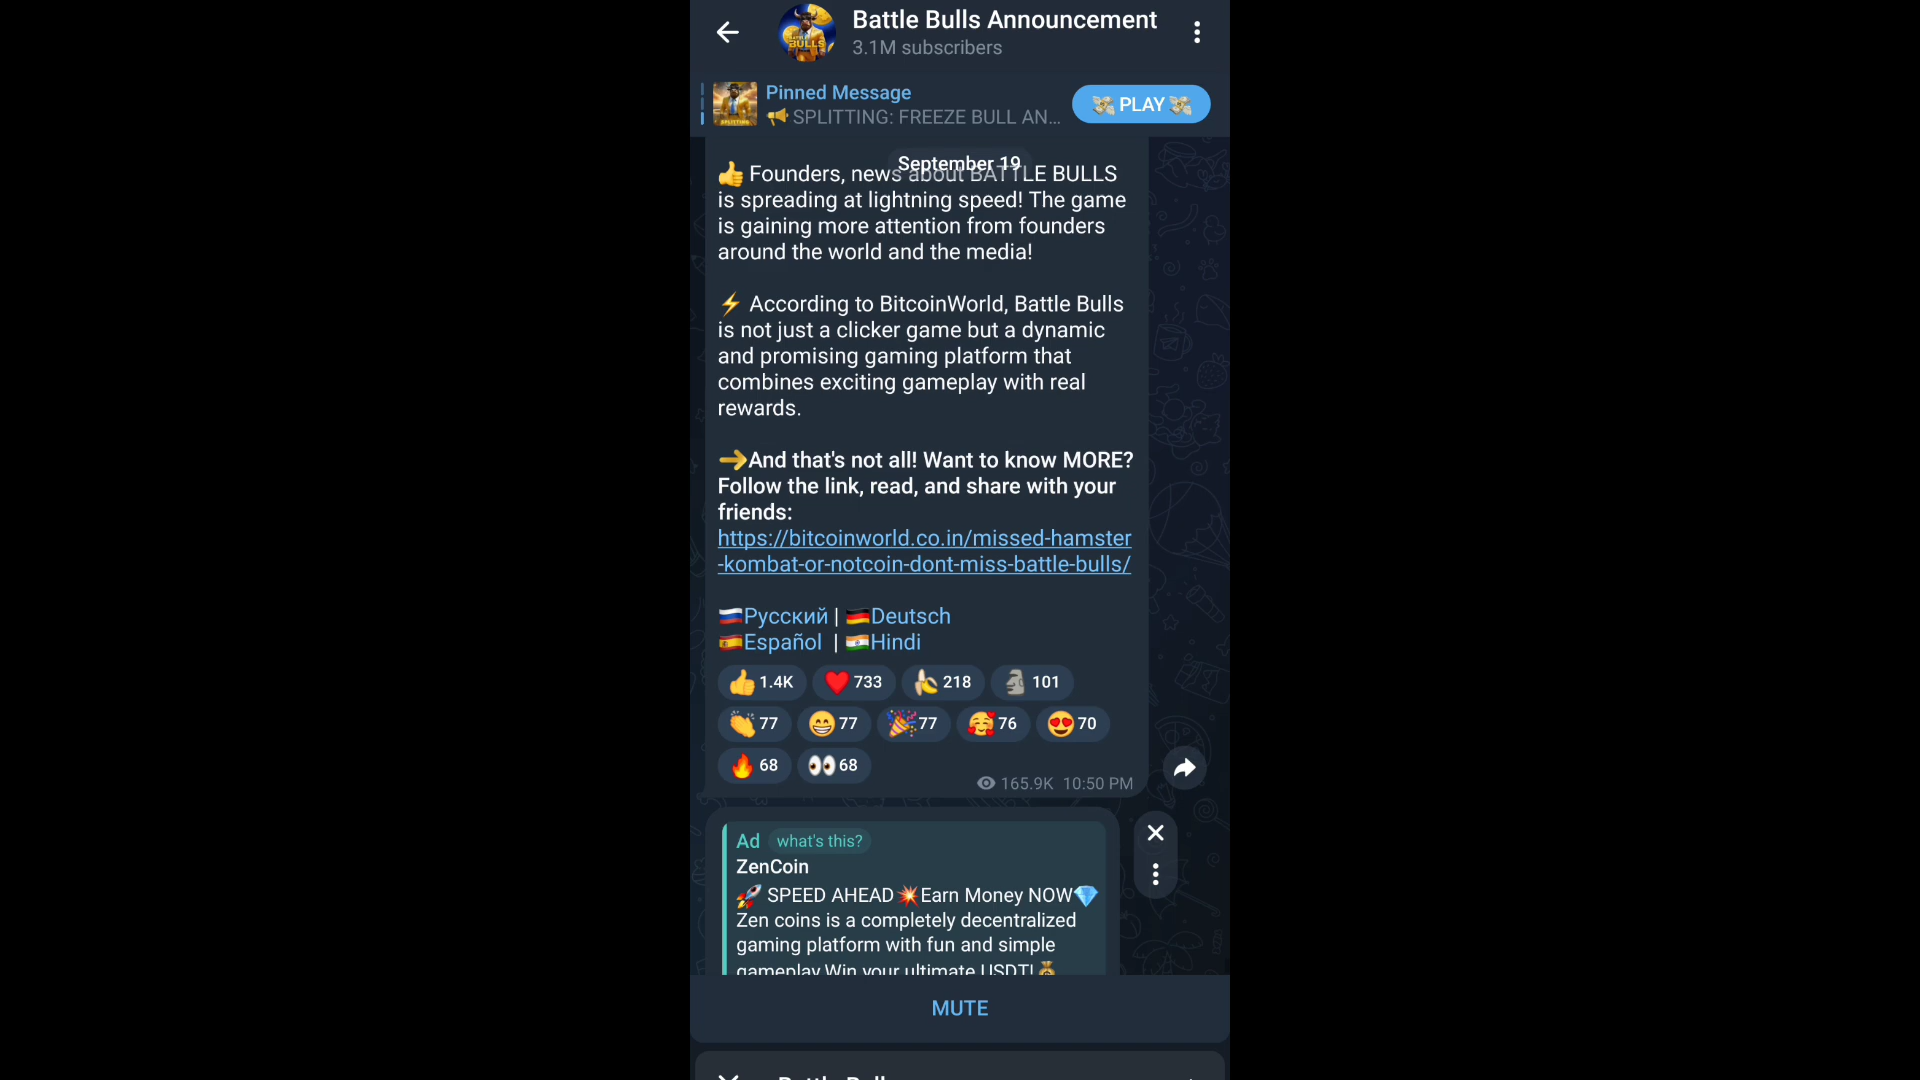 Battle Bulls Announcement
3.1M subscribers
Pinned Message
📢 SPLITTING: FREEZE BULL AN...
💸 PLAY 💸
September 19
👍 Founders, news about BATTLE BULLS
is spreading at lightning speed! The game
is gaining more attention from founders
around the world and the media!
⚡ According to BitcoinWorld, Battle Bulls
is not just a clicker game but a dynamic
and promising gaming platform that
combines exciting gameplay with real
rewards.
➡️And that's not all! Want to know MORE?
Follow the link, read, and share with your
friends:
https://bitcoinworld.co.in/missed-hamster
-kombat-or-notcoin-dont-miss-battle-bulls/
🇷🇺Русский | 🇩🇪Deutsch
🇪🇸Español | 🇮🇳Hindi
👍 1.4K ❤️ 733 🍌 218 🗿 101
👏 77 😁 77 🎉 77 🥰 76 😍 70
🔥 68 👀 68
165.9K 10:50 PM
Ad what's this?
ZenCoin
🚀 SPEED AHEAD💥Earn Money NOW💎
Zen coins is a completely decentralized
gaming platform with fun and simple
gameplay.Win your ultimate USDT!💰
MUTE